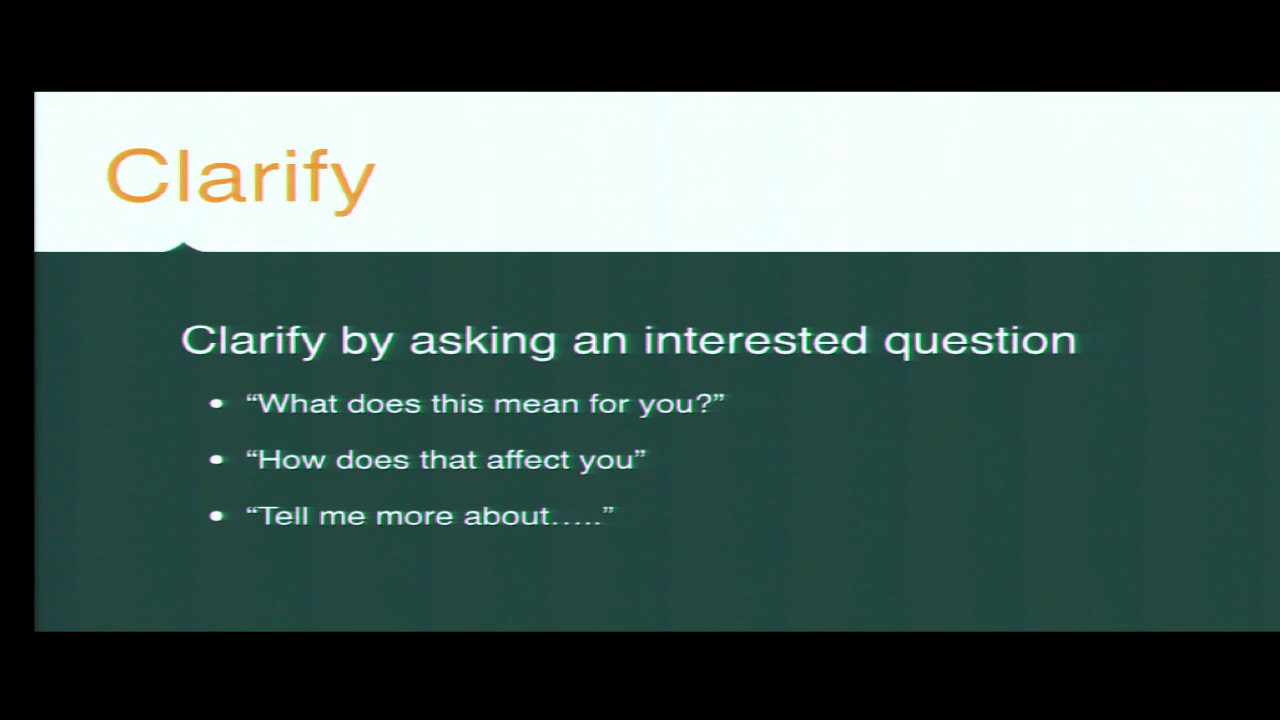 Clarify
Clarify by asking an interested question
• “What does this mean for you?”
• “How does that affect you”
• “Tell me more about…..”